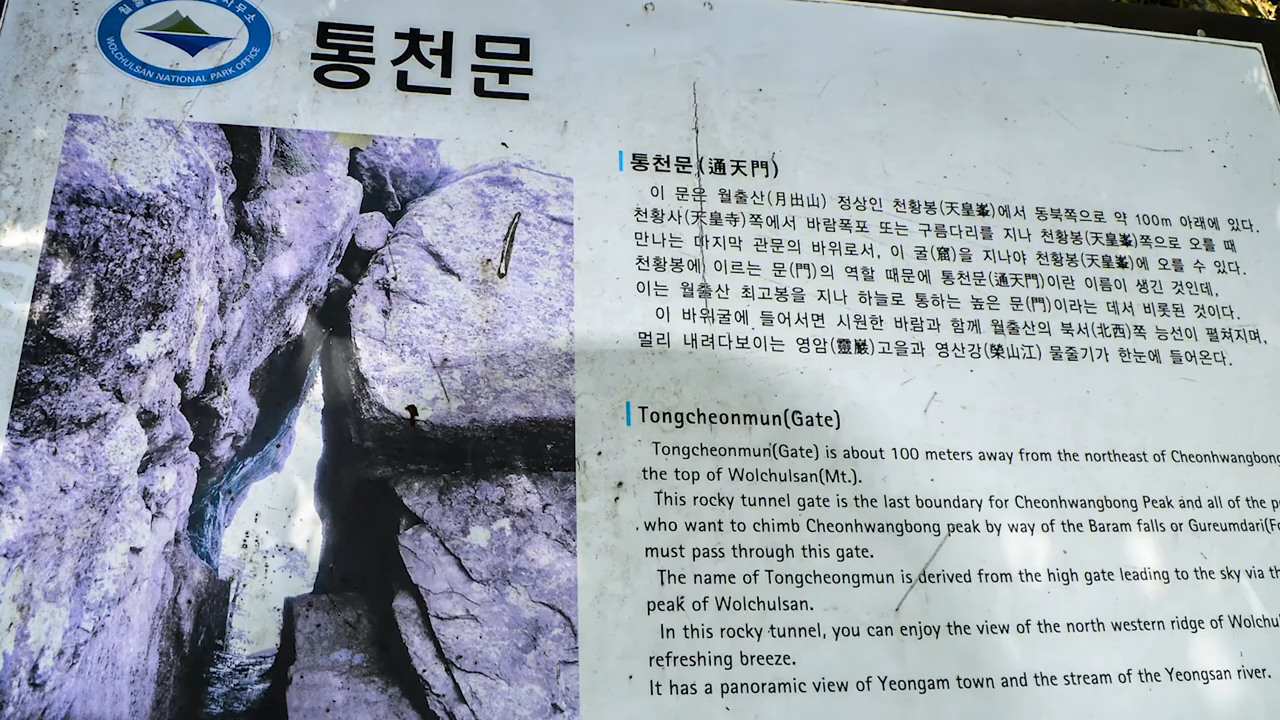 WOLCHULSAN NATIONAL PARK OFFICE
통천문
통천문(通天門)
이 문은 월출산(月出山) 정상인 천황봉(天皇峯)에서 동북쪽으로 약 100m 아래에 있다.
천황사(天皇寺)쪽에서 바람폭포 또는 구름다리를 지나 천황봉(天皇峯)쪽으로 오를 때
만나는 마지막 관문의 바위로서, 이 굴(窟)을 지나야 천황봉(天皇峯)에 오를 수 있다.
천황봉에 이르는 문(門)의 역할 때문에 통천문(通天門)이란 이름이 생긴 것인데,
이는 월출산 최고봉을 지나 하늘로 통하는 높은 문(門)이라는 데서 비롯된 것이다.
이 바위굴에 들어서면 시원한 바람과 함께 월출산의 북서(北西)쪽 능선이 펼쳐지며,
멀리 내려다보이는 영암(靈巖)고을과 영산강(榮山江) 물줄기가 한눈에 들어온다.
Tongcheonmun(Gate)
Tongcheonmun(Gate) is about 100 meters away from the northeast of Cheonhwangbong
the top of Wolchulsan(Mt.).
This rocky tunnel gate is the last boundary for Cheonhwangbong Peak and all of the
who want to chimb Cheonhwangbong peak by way of the Baram falls or Gureumdari(
must pass through this gate.
The name of Tongcheongmun is derived from the high gate leading to the sky via
peak of Wolchulsan.
In this rocky tunnel, you can enjoy the view of the north western ridge of
refreshing breeze.
It has a panoramic view of Yeongam town and the stream of the Yeongsan river.